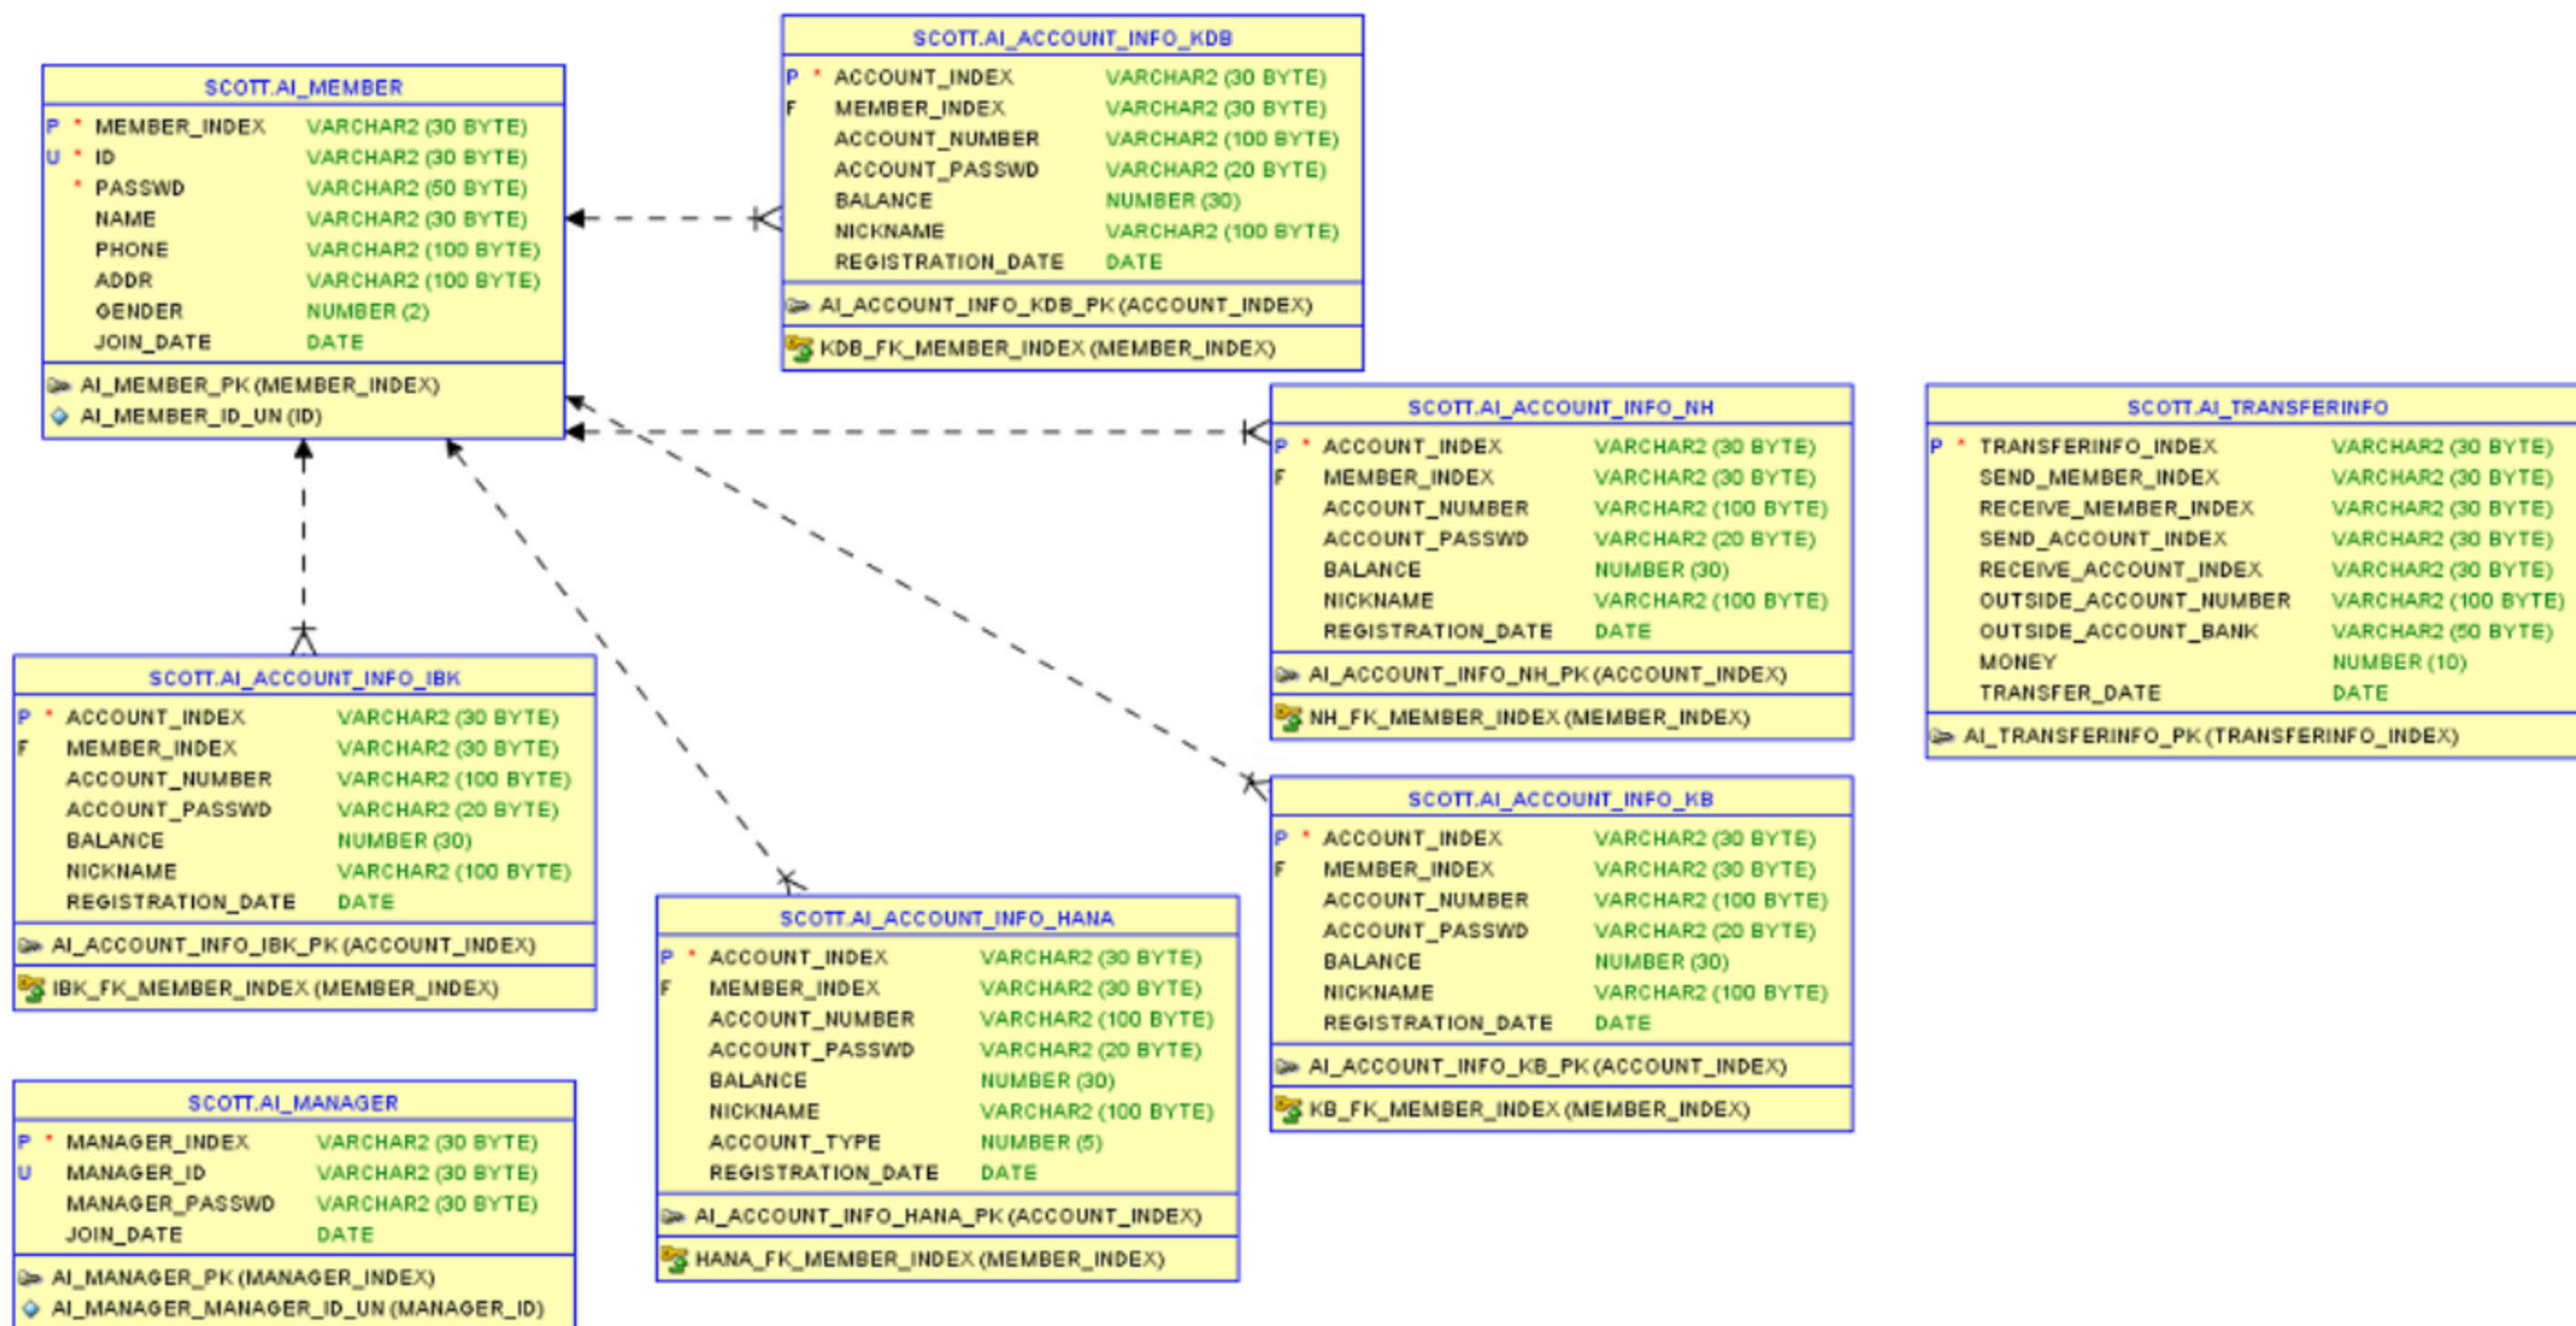 SCOTT.AI_MEMBER
P * MEMBER_INDEX VARCHAR2 (30 BYTE)
U * ID VARCHAR2 (30 BYTE)
* PASSWD VARCHAR2 (50 BYTE)
NAME VARCHAR2 (30 BYTE)
PHONE VARCHAR2 (100 BYTE)
ADDR VARCHAR2 (100 BYTE)
GENDER NUMBER (2)
JOIN_DATE DATE
AI_MEMBER_PK (MEMBER_INDEX)
AI_MEMBER_ID_UN (ID)
SCOTT.AI_ACCOUNT_INFO_KDB
P * ACCOUNT_INDEX VARCHAR2 (30 BYTE)
F MEMBER_INDEX VARCHAR2 (30 BYTE)
ACCOUNT_NUMBER VARCHAR2 (100 BYTE)
ACCOUNT_PASSWD VARCHAR2 (20 BYTE)
BALANCE NUMBER (30)
NICKNAME VARCHAR2 (100 BYTE)
REGISTRATION_DATE DATE
AI_ACCOUNT_INFO_KDB_PK (ACCOUNT_INDEX)
KDB_FK_MEMBER_INDEX (MEMBER_INDEX)
SCOTT.AI_ACCOUNT_INFO_NH
P * ACCOUNT_INDEX VARCHAR2 (30 BYTE)
F MEMBER_INDEX VARCHAR2 (30 BYTE)
ACCOUNT_NUMBER VARCHAR2 (100 BYTE)
ACCOUNT_PASSWD VARCHAR2 (20 BYTE)
BALANCE NUMBER (30)
NICKNAME VARCHAR2 (100 BYTE)
REGISTRATION_DATE DATE
AI_ACCOUNT_INFO_NH_PK (ACCOUNT_INDEX)
NH_FK_MEMBER_INDEX (MEMBER_INDEX)
SCOTT.AI_TRANSFERINFO
P * TRANSFERINFO_INDEX VARCHAR2 (30 BYTE)
SEND_MEMBER_INDEX VARCHAR2 (30 BYTE)
RECEIVE_MEMBER_INDEX VARCHAR2 (30 BYTE)
SEND_ACCOUNT_INDEX VARCHAR2 (30 BYTE)
RECEIVE_ACCOUNT_INDEX VARCHAR2 (30 BYTE)
OUTSIDE_ACCOUNT_NUMBER VARCHAR2 (100 BYTE)
OUTSIDE_ACCOUNT_BANK VARCHAR2 (50 BYTE)
MONEY NUMBER (10)
TRANSFER_DATE DATE
AI_TRANSFERINFO_PK (TRANSFERINFO_INDEX)
SCOTT.AI_ACCOUNT_INFO_IBK
P * ACCOUNT_INDEX VARCHAR2 (30 BYTE)
F MEMBER_INDEX VARCHAR2 (30 BYTE)
ACCOUNT_NUMBER VARCHAR2 (100 BYTE)
ACCOUNT_PASSWD VARCHAR2 (20 BYTE)
BALANCE NUMBER (30)
NICKNAME VARCHAR2 (100 BYTE)
REGISTRATION_DATE DATE
AI_ACCOUNT_INFO_IBK_PK (ACCOUNT_INDEX)
IBK_FK_MEMBER_INDEX (MEMBER_INDEX)
SCOTT.AI_ACCOUNT_INFO_KB
P * ACCOUNT_INDEX VARCHAR2 (30 BYTE)
F MEMBER_INDEX VARCHAR2 (30 BYTE)
ACCOUNT_NUMBER VARCHAR2 (100 BYTE)
ACCOUNT_PASSWD VARCHAR2 (20 BYTE)
BALANCE NUMBER (30)
NICKNAME VARCHAR2 (100 BYTE)
REGISTRATION_DATE DATE
AI_ACCOUNT_INFO_KB_PK (ACCOUNT_INDEX)
KB_FK_MEMBER_INDEX (MEMBER_INDEX)
SCOTT.AI_ACCOUNT_INFO_HANA
P * ACCOUNT_INDEX VARCHAR2 (30 BYTE)
F MEMBER_INDEX VARCHAR2 (30 BYTE)
ACCOUNT_NUMBER VARCHAR2 (100 BYTE)
ACCOUNT_PASSWD VARCHAR2 (20 BYTE)
BALANCE NUMBER (30)
NICKNAME VARCHAR2 (100 BYTE)
ACCOUNT_TYPE NUMBER (5)
REGISTRATION_DATE DATE
AI_ACCOUNT_INFO_HANA_PK (ACCOUNT_INDEX)
HANA_FK_MEMBER_INDEX (MEMBER_INDEX)
SCOTT.AI_MANAGER
P * MANAGER_INDEX VARCHAR2 (30 BYTE)
U MANAGER_ID VARCHAR2 (30 BYTE)
MANAGER_PASSWD VARCHAR2 (30 BYTE)
JOIN_DATE DATE
AI_MANAGER_PK (MANAGER_INDEX)
AI_MANAGER_MANAGER_ID_UN (MANAGER_ID)